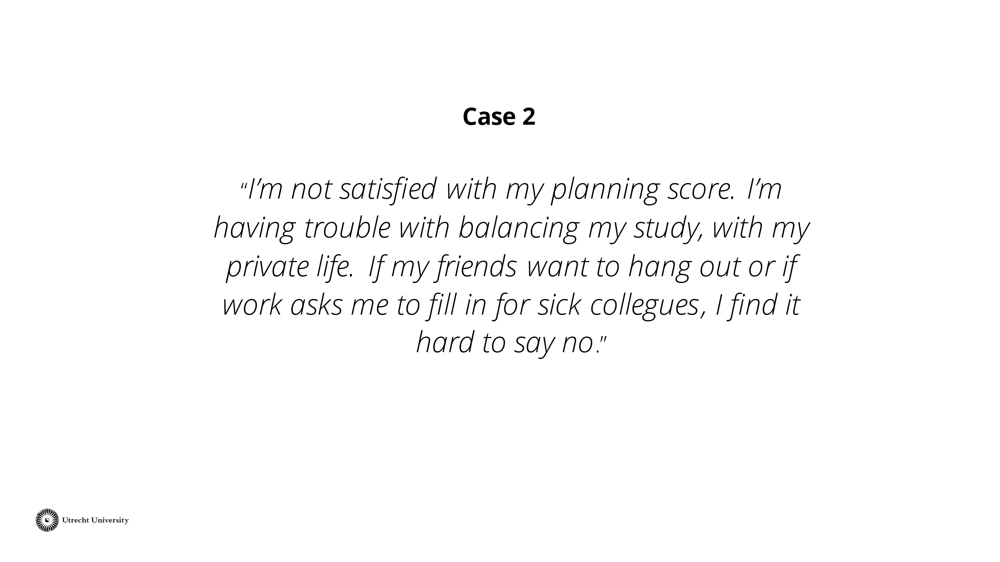 Case 2
“I’m not satisfied with my planning score. I’m
having trouble with balancing my study, with my
private life.  If my friends want to hang out or if
work asks me to fill in for sick collegues, I find it
hard to say no.”
Utrecht University